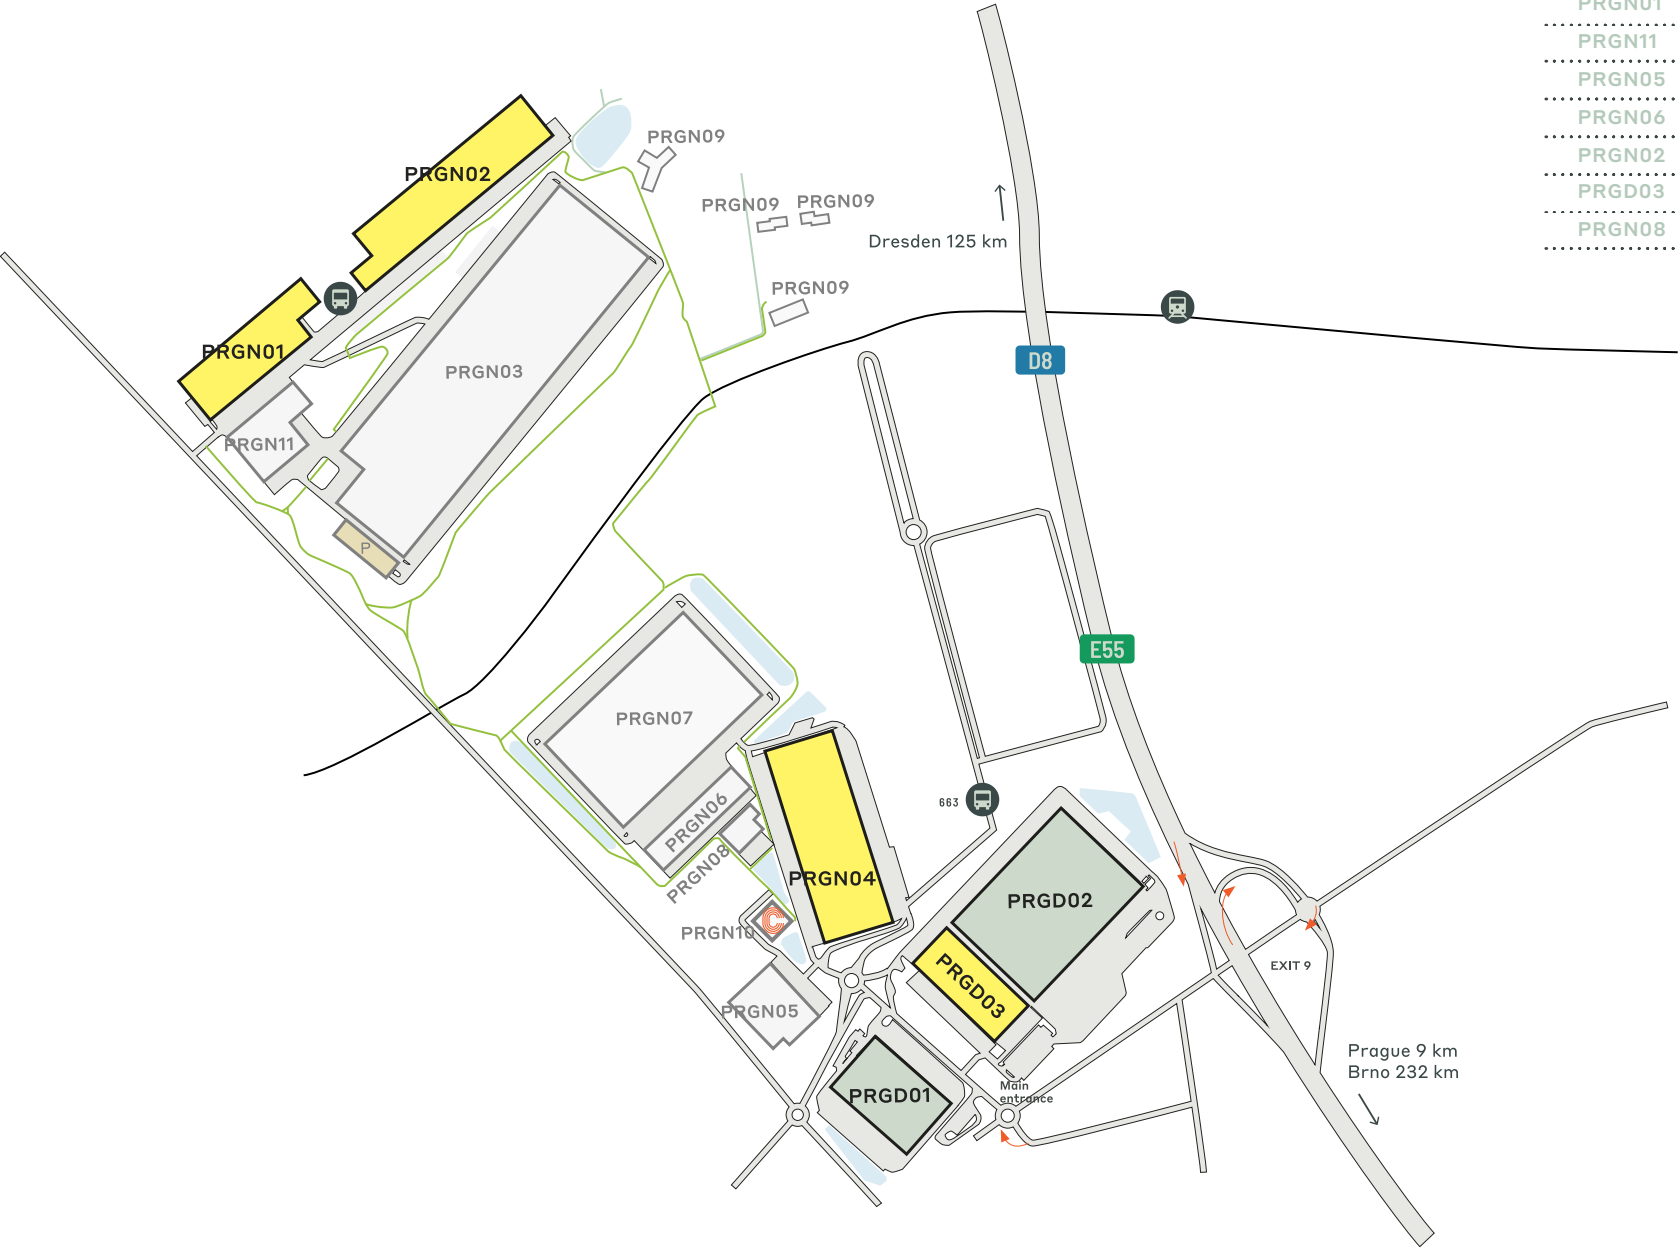 PRGN01
PRGN11
PRGN05
PRGN06
PRGN02
PRGD03
PRGN08
PRGN09
PRGN02
PRGN09
PRGN09
Dresden 125 km
PRGN09
PRGN01
D8
PRGN03
PRGN11
P
E55
PRGN07
663
PRGN06
PRGN08
PRGN04
PRGD02
PRGN10
EXIT 9
PRGD03
PRGN05
Prague 9 km
Brno 232 km
PRGD01
Main
entrance